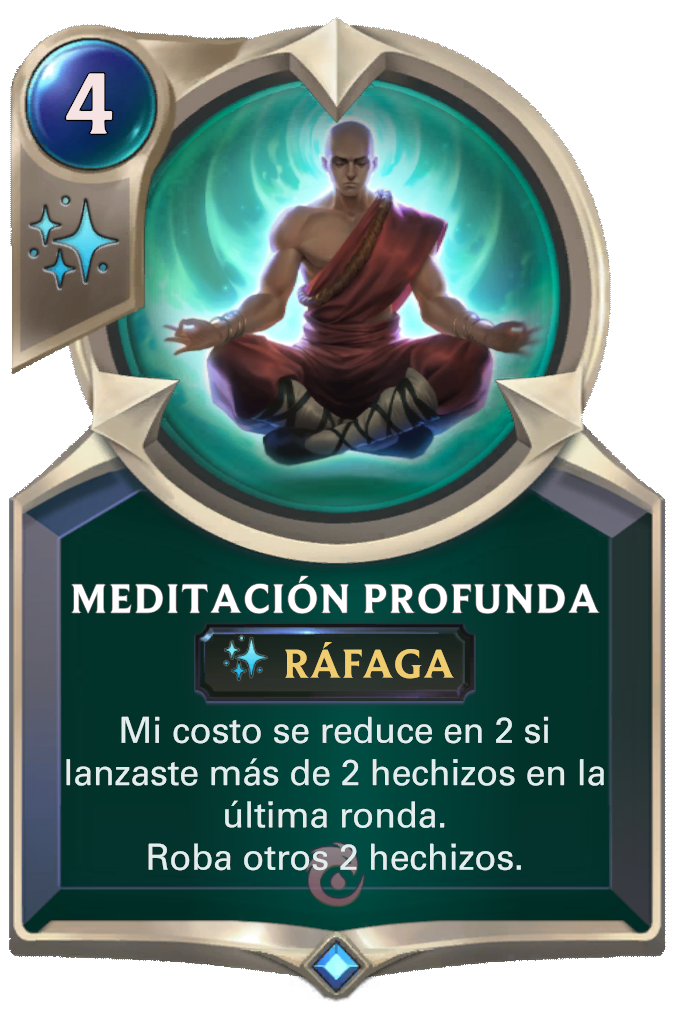 4
MEDITACIÓN PROFUNDA
RÁFAGA
Mi costo se reduce en 2 si
lanzaste más de 2 hechizos en la
última ronda.
Roba otros 2 hechizos.